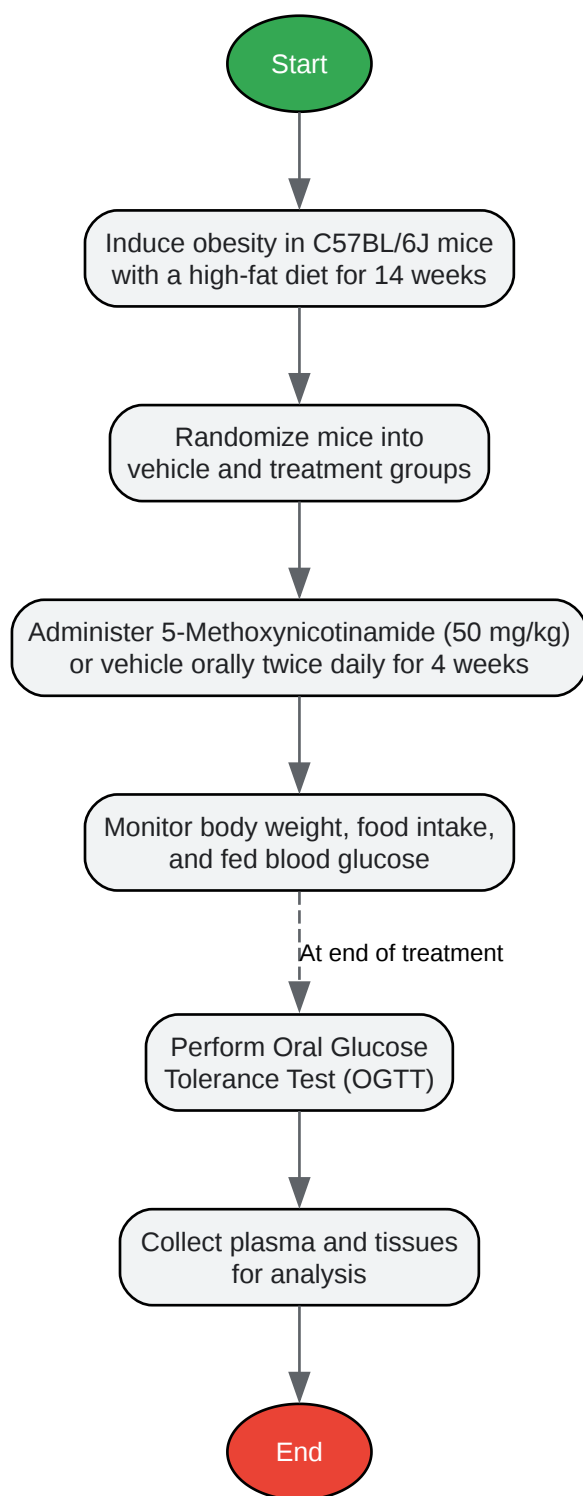 Start
Induce obesity in C57BL/6J mice
with a high-fat diet for 14 weeks
Randomize mice into
vehicle and treatment groups
Administer 5-Methoxynicotinamide (50 mg/kg)
or vehicle orally twice daily for 4 weeks
Monitor body weight, food intake,
and fed blood glucose
At end of treatment
Perform Oral Glucose
Tolerance Test (OGTT)
Collect plasma and tissues
for analysis
End